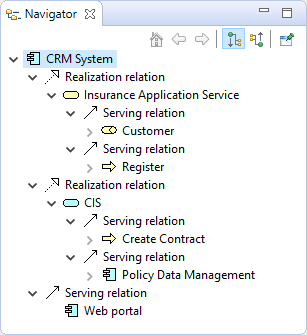 Navigator
CRM System
Realization relation
Insurance Application Service
Serving relation
Customer
Serving relation
Register
Realization relation
CIS
Serving relation
Create Contract
Serving relation
Policy Data Management
Serving relation
Web portal